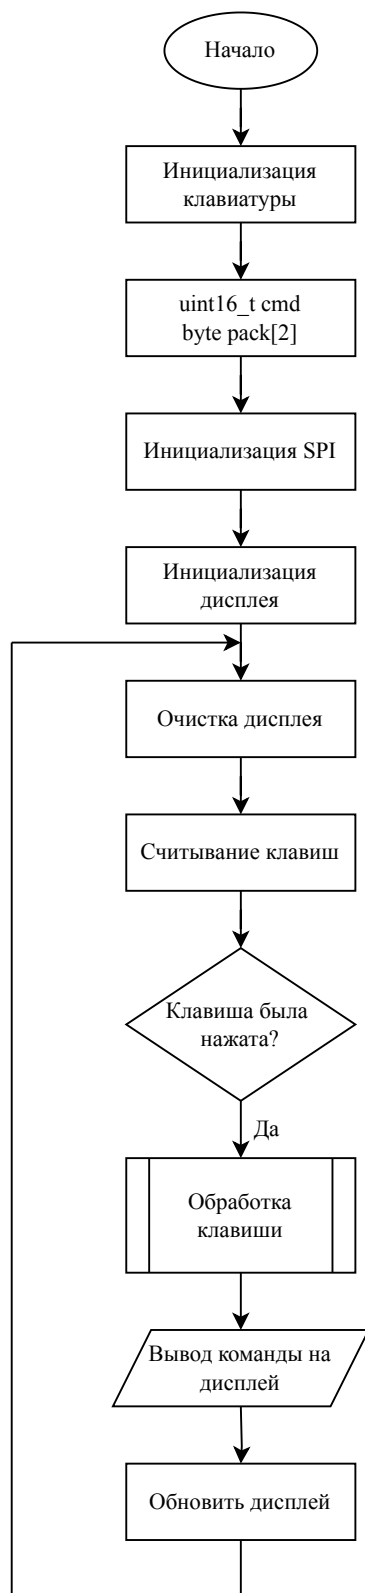 Начало
Инициализация
клавиатуры
uint16_t cmd
byte pack[2]
Инициализация SPI
Инициализация
дисплея
Очистка дисплея
Считывание клавиш
Клавиша была
нажата?
Да
Обработка
клавиши
Вывод команды на
дисплей
Обновить дисплей